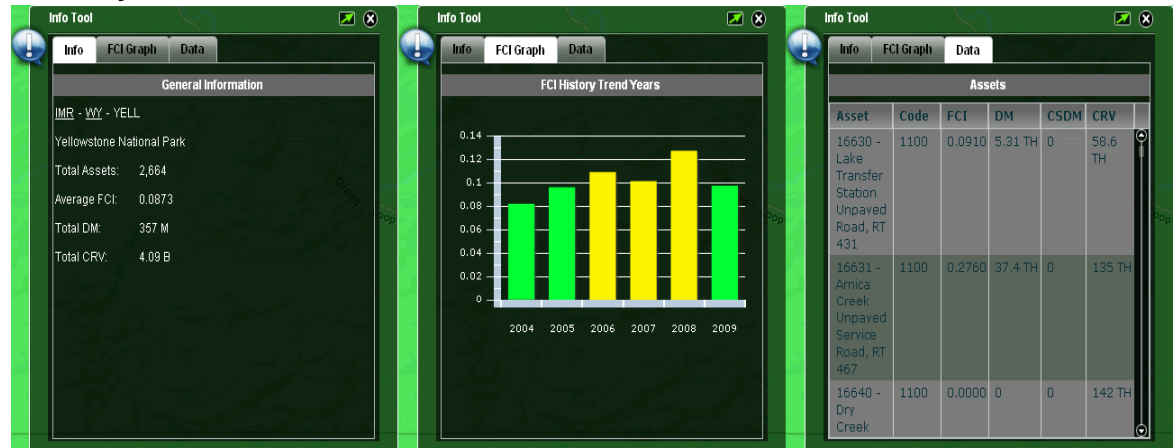 Info Tool
Info FCI Graph Data
General Information
IMR - WY - YELL
Yellowstone National Park
Total Assets: 2,664
Average FCI: 0.0873
Total DM: 357 M
Total CRV: 4.09 B
Info Tool
Info FCI Graph Data
FCI History Trend Years
0.14
0.12
0.1
0.08
0.06
0.04
0.02
0
2004 2005 2006 2007 2008 2009
Info Tool
Info FCI Graph Data
Assets
Asset Code FCI DM CSDM CRV
16630 - 1100 0.0910 5.31 TH 0 58.6
Lake TH
Transfer
Station
Unpaved
Road, RT
431
16631 - 1100 0.2760 37.4 TH 0 135 TH
Arnica
Creek
Unpaved
Service
Road, RT
467
16640 - 1100 0.0000 0 0 142 TH
Dry
Creek